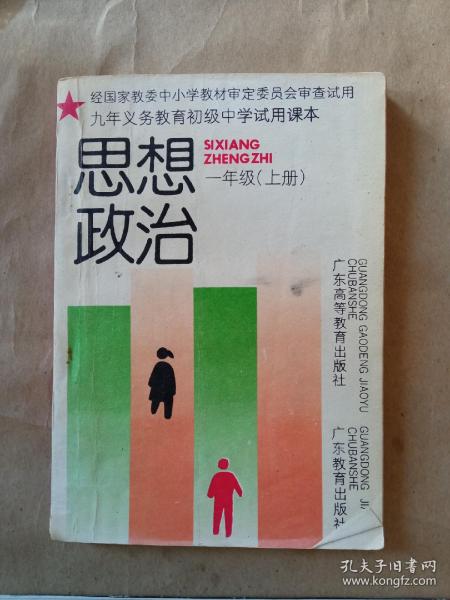 经国家教委中小学教材审定委员会审查试用
九年义务教育初级中学试用课本
思想
政治
SIXIANG
ZHENGZHI
一年级(上册)
GUANGDONG GAODENG JIAOYU
CHUBANSHE
广东高等教育出版社
GUANGDONG JI
CHUBANSHE
广东教育出版社
孔夫子旧书网
www.kongfz.com